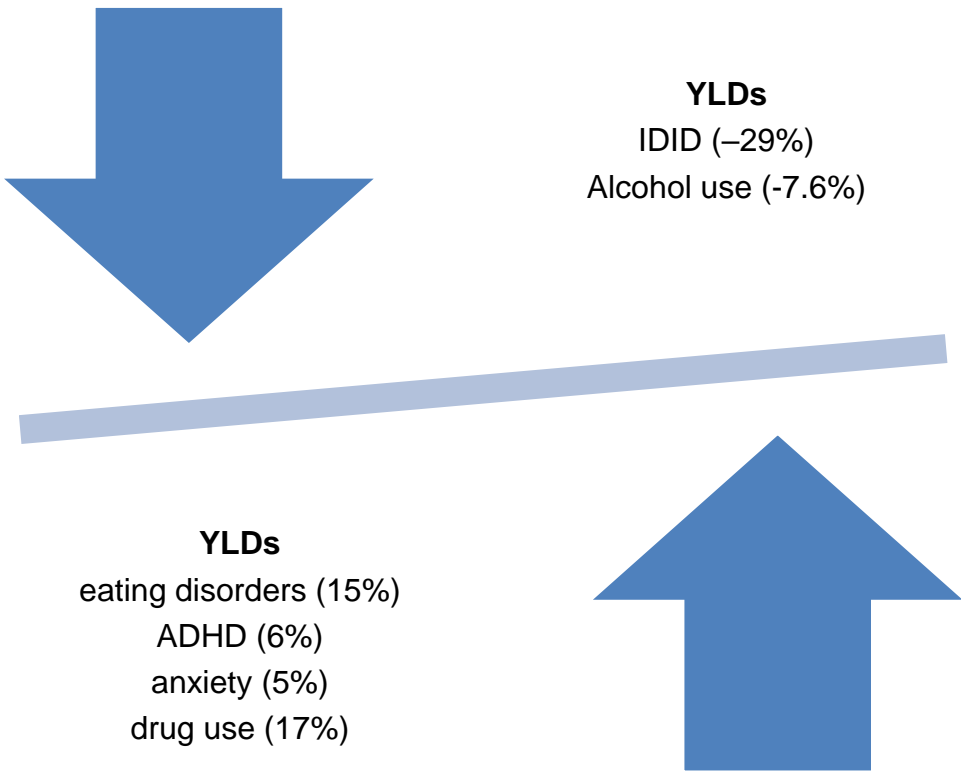 YLDs
IDID (–29%)
Alcohol use (-7.6%)
YLDs
eating disorders (15%)
ADHD (6%)
anxiety (5%)
drug use (17%)